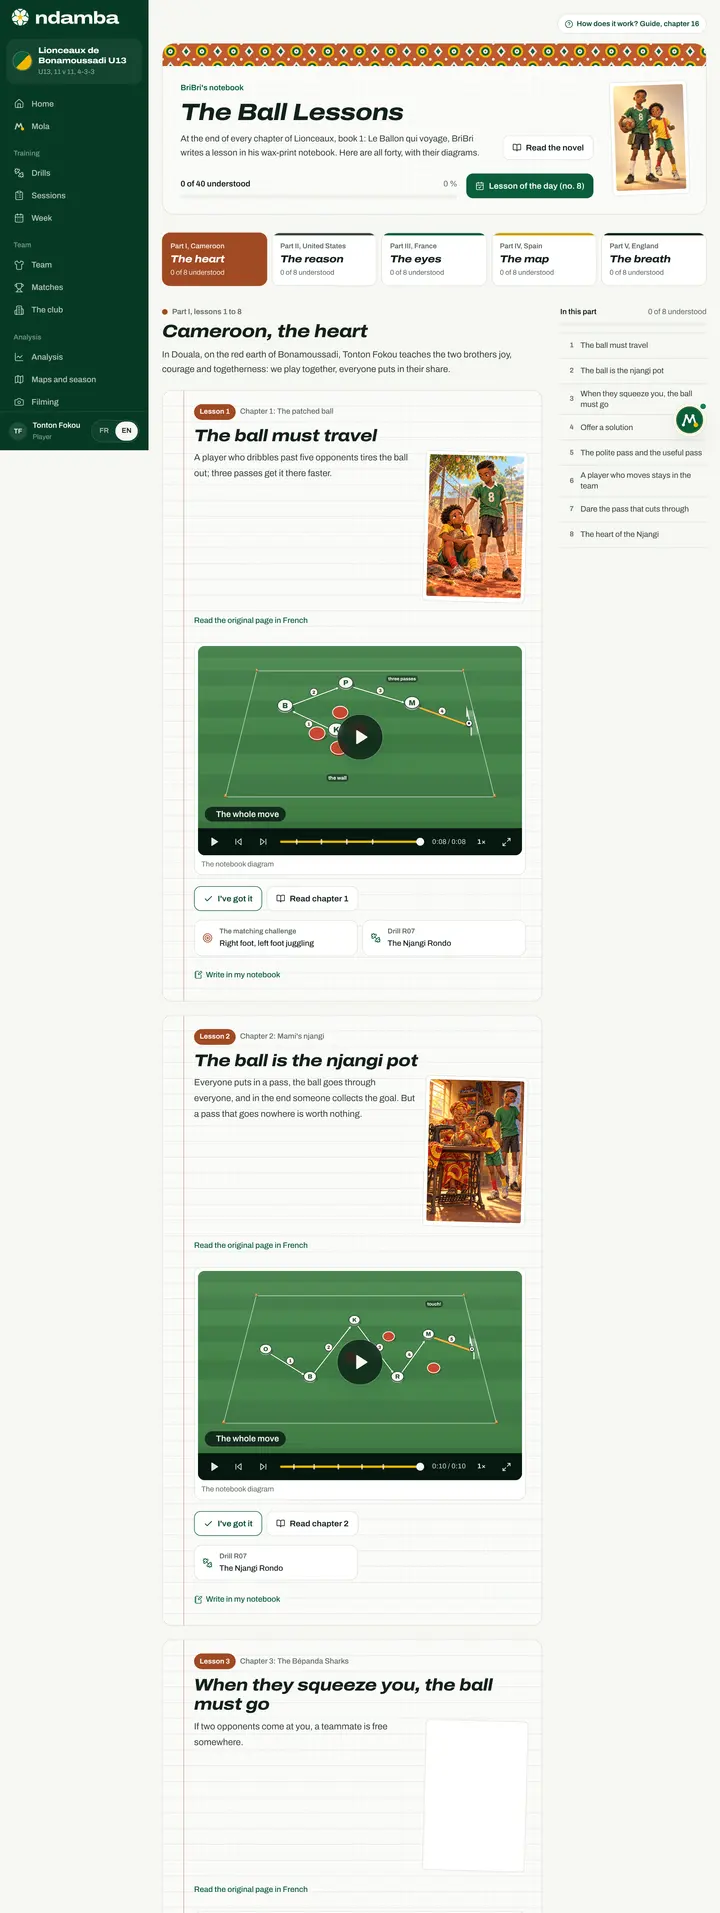 ndamba
Lionceaux de
Bonamoussadi U13
U13, 11 v 11, 4-3-3
Home
Mola
Training
Drills
Sessions
Week
Team
Team
Matches
The club
Analysis
Analysis
Maps and season
Filming
TF
Tonton Fokou
Player
FR
EN
How does it work? Guide, chapter 16
BriBri's notebook
The Ball Lessons
At the end of every chapter of Lionceaux, book 1: Le Ballon qui voyage, BriBri
writes a lesson in his wax-print notebook. Here are all forty, with their diagrams.
Read the novel
0 of 40 understood
0 %
Lesson of the day (no. 8)
8
Part I, Cameroon
The heart
0 of 8 understood
Part II, United States
The reason
0 of 8 understood
Part III, France
The eyes
0 of 8 understood
Part IV, Spain
The map
0 of 8 understood
Part V, England
The breath
0 of 8 understood
Part I, lessons 1 to 8
Cameroon, the heart
In Douala, on the red earth of Bonamoussadi, Tonton Fokou teaches the two brothers joy,
courage and togetherness: we play together, everyone puts in their share.
In this part
0 of 8 understood
1 The ball must travel
2 The ball is the njangi pot
3 When they squeeze you, the ball
must go
4 Offer a solution
5 The polite pass and the useful pass
6 A player who moves stays in the
team
7 Dare the pass that cuts through
8 The heart of the Njangi
M
Lesson 1
Chapter 1: The patched ball
The ball must travel
A player who dribbles past five opponents tires the ball
out; three passes get it there faster.
8
Read the original page in French
three passes
P
2
3
B
M
4
1
K
the wall
The whole move
0:08 / 0:08
1×
The notebook diagram
I've got it
Read chapter 1
The matching challenge
Right foot, left foot juggling
Drill R07
The Njangi Rondo
Write in my notebook
Lesson 2
Chapter 2: Mami's njangi
The ball is the njangi pot
Everyone puts in a pass, the ball goes through
everyone, and in the end someone collects the goal. But
a pass that goes nowhere is worth nothing.
Read the original page in French
touch!
K
M
5
O
2
1
4
B
R
The whole move
0:10 / 0:10
1×
The notebook diagram
I've got it
Read chapter 2
Drill R07
The Njangi Rondo
Write in my notebook
Lesson 3
Chapter 3: The Bépanda Sharks
When they squeeze you, the ball
must go
If two opponents come at you, a teammate is free
somewhere.
Read the original page in French